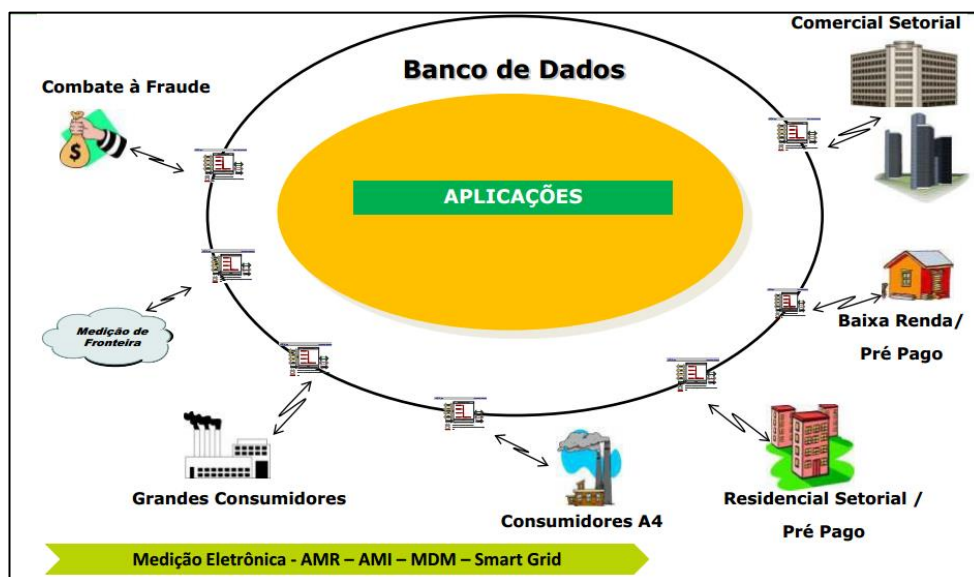 Comercial Setorial
Banco de Dados
Combate à Fraude
$
APLICAÇÕES
Medição de
Fronteira
Baixa Renda/
Pré Pago
Grandes Consumidores
Consumidores A4
Residencial Setorial /
Pré Pago
Medição Eletrônica - AMR – AMI – MDM – Smart Grid